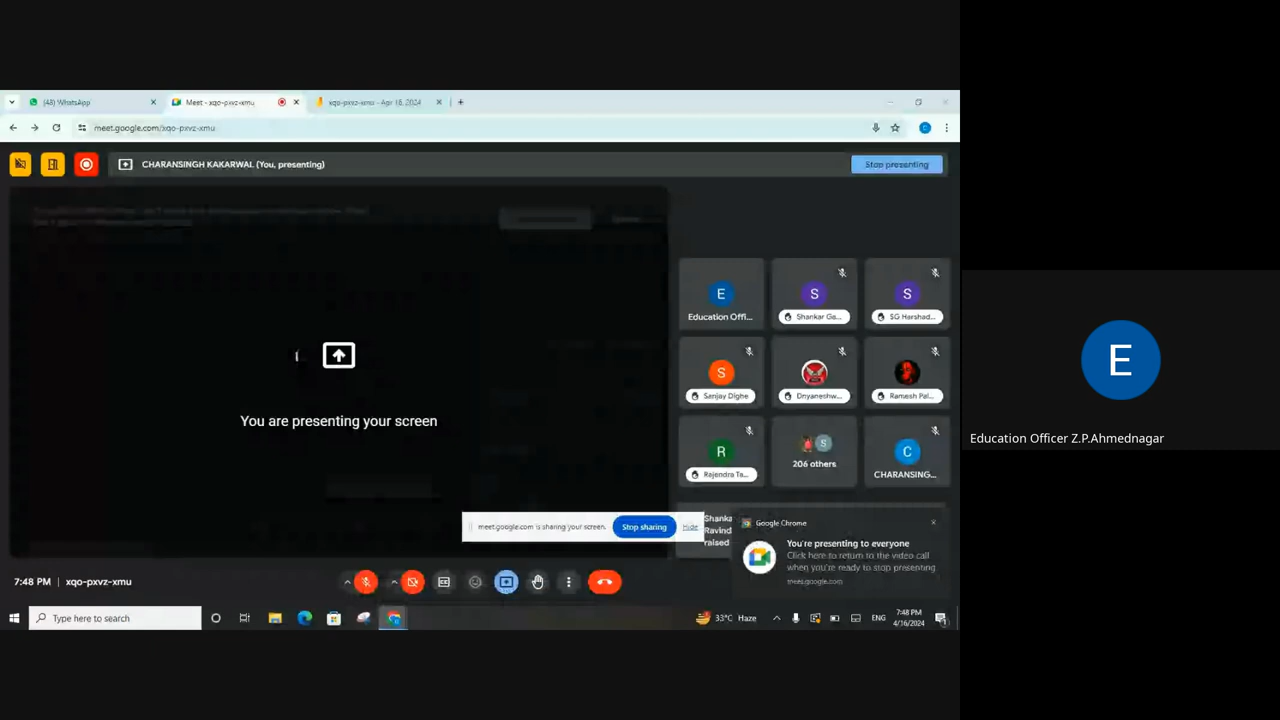 (48) WhatsApp
Meet - xqo-pxvz-xmu
xqo-pxvz-xmu - Apr 16, 2024
meet.google.com/xqo-pxvz-xmu
CHARANSINGH KAKARWAL (You, presenting)
Stop presenting
You are presenting your screen
E
Education Offi...
S
Shankar Ga...
S
SG Harshad...
S
Sanjay Dighe
Dnyaneshw...
Ramesh Pal...
R
Rajendra Ta...
S
206 others
C
CHARANSING...
meet.google.com is sharing your screen.
Stop sharing
Hide
Shanka
Ravind
raised
Google Chrome
You're presenting to everyone
Click here to return to the video call
when you're ready to stop presenting
meet.google.com
7:48 PM | xqo-pxvz-xmu
Type here to search
33°C Haze
ENG
7:48 PM
4/16/2024
E
Education Officer Z.P.Ahmednagar